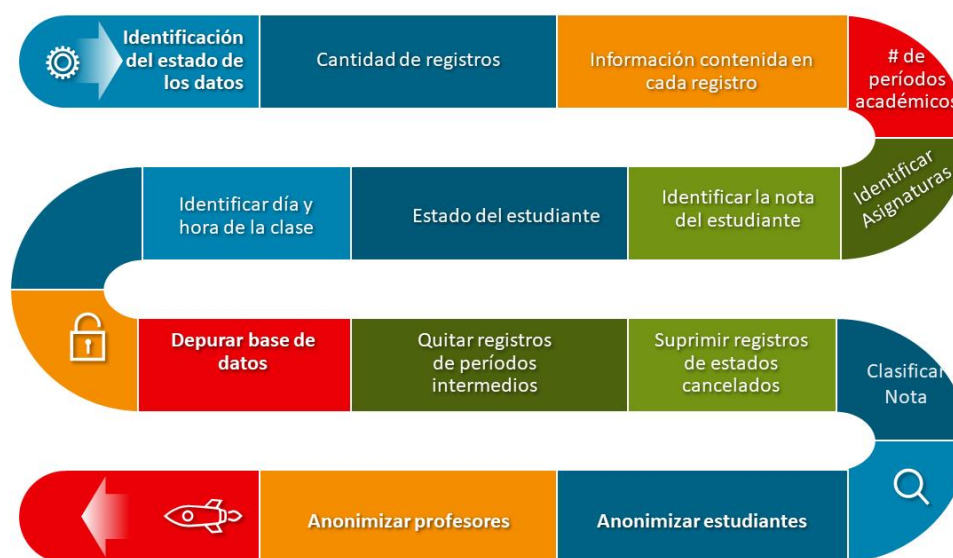 Identificación
del estado de
los datos
Cantidad de registros
Información contenida en
cada registro
# de
períodos
académicos
Identificar
Asignaturas
Identificar la nota
del estudiante
Estado del estudiante
Identificar día y
hora de la clase
Depurar base de
datos
Quitar registros
de períodos
intermedios
Suprimir registros
de estados
cancelados
Clasificar
Nota
Anonimizar estudiantes
Anonimizar profesores